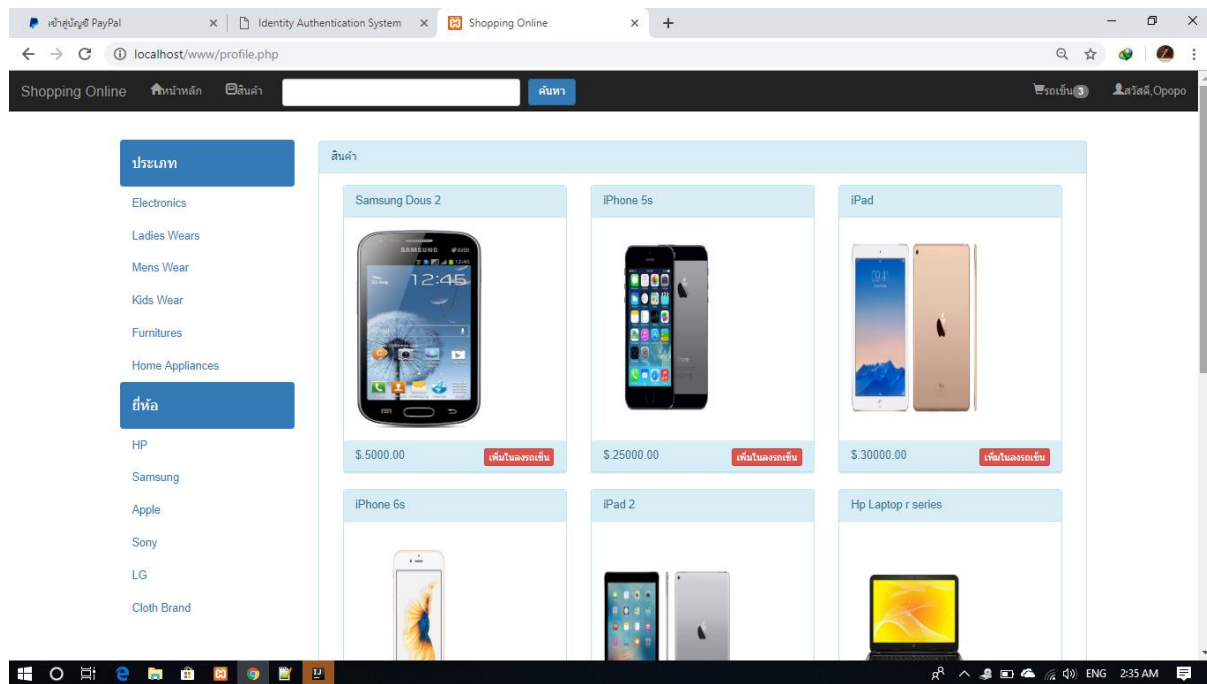 เข้าสู่บัญชี PayPal
Identity Authentication System
Shopping Online
localhost/www/profile.php
Shopping Online หน้าหลัก สินค้า ค้นหา รถเข็น 3 สวัสดี,Opopo
ประเภท
Electronics
Ladies Wears
Mens Wear
Kids Wear
Furnitures
Home Appliances
ยี่ห้อ
HP
Samsung
Apple
Sony
LG
Cloth Brand
สินค้า
Samsung Dous 2
SAMSUNG
12:45
$.5000.00 เพิ่มในลงรถเข็น
iPhone 5s
$.25000.00 เพิ่มในลงรถเข็น
iPad
09:41
$.30000.00 เพิ่มในลงรถเข็น
iPhone 6s
iPad 2
Hp Laptop r series
ENG 2:35 AM